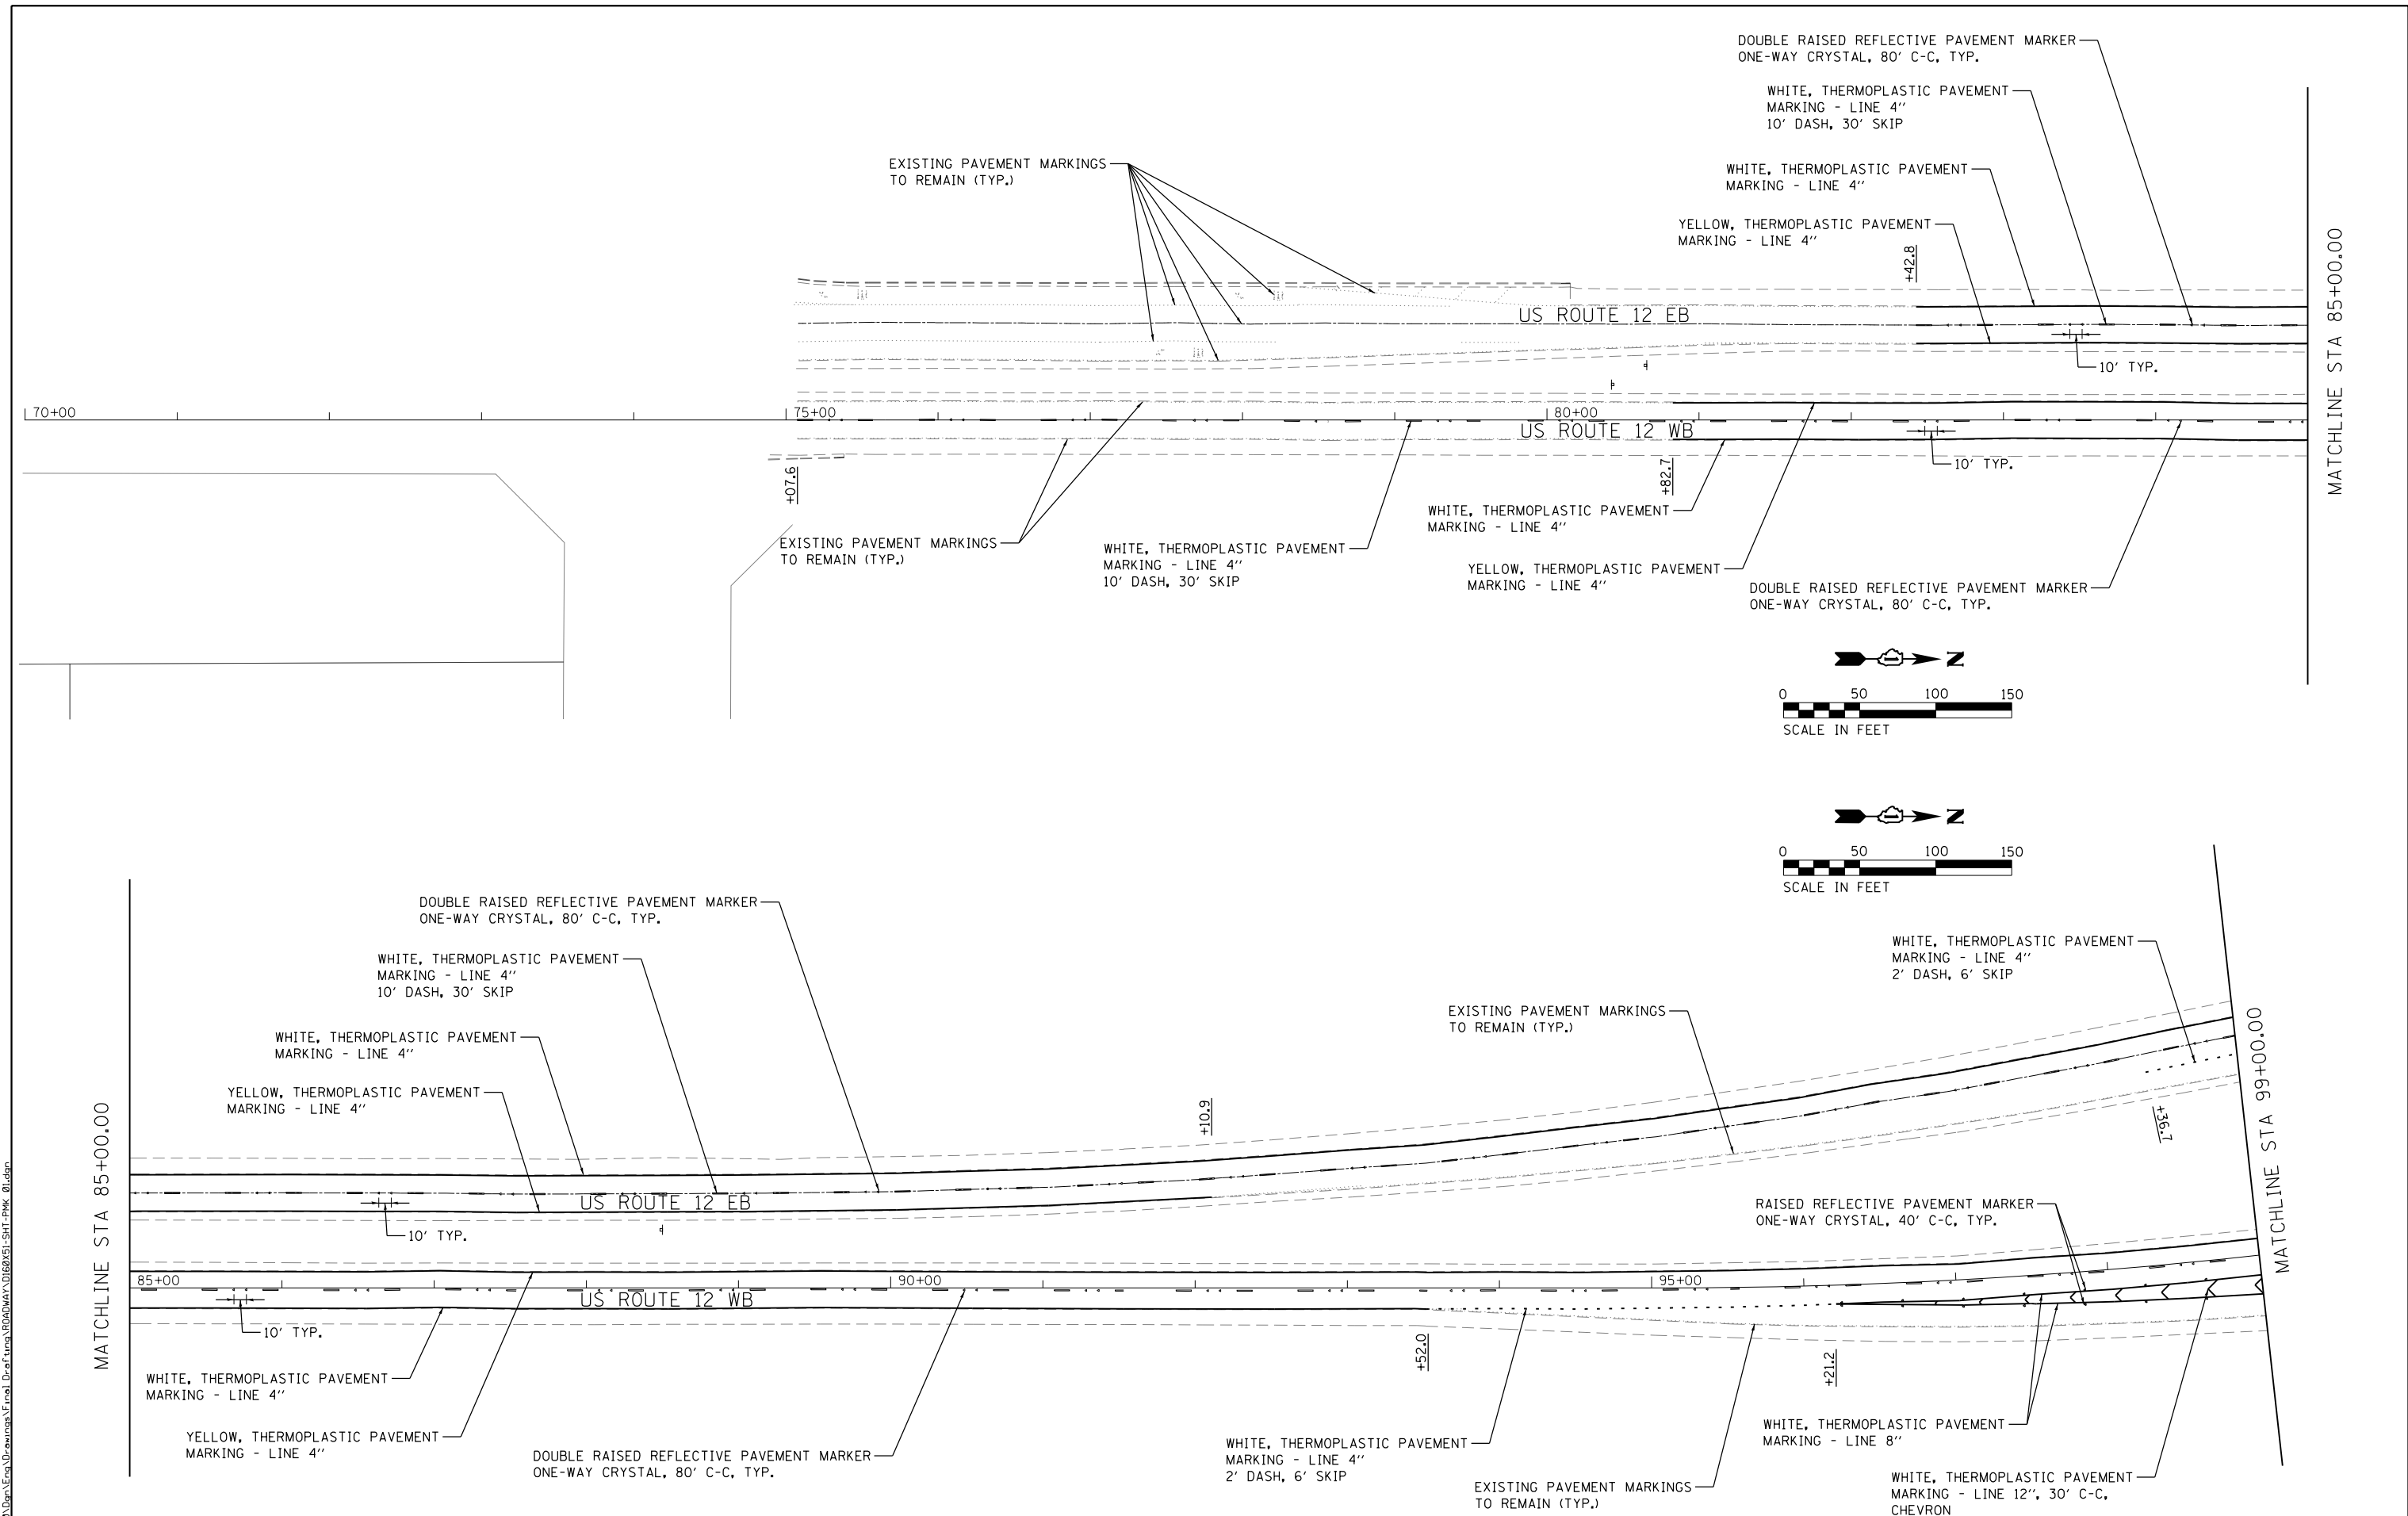 DOUBLE RAISED REFLECTIVE PAVEMENT MARKER
ONE-WAY CRYSTAL, 80' C-C, TYP.
WHITE, THERMOPLASTIC PAVEMENT
MARKING - LINE 4''
10' DASH, 30' SKIP
EXISTING PAVEMENT MARKINGS
TO REMAIN (TYP.)
WHITE, THERMOPLASTIC PAVEMENT
MARKING - LINE 4''
YELLOW, THERMOPLASTIC PAVEMENT
MARKING - LINE 4''
+42.8
MATCHLINE STA 85+00.00
US ROUTE 12 EB
10' TYP.
70+00
75+00
80+00
US ROUTE 12 WB
10' TYP.
+07.6
+82.7
WHITE, THERMOPLASTIC PAVEMENT
MARKING - LINE 4''
EXISTING PAVEMENT MARKINGS
TO REMAIN (TYP.)
WHITE, THERMOPLASTIC PAVEMENT
MARKING - LINE 4''
10' DASH, 30' SKIP
YELLOW, THERMOPLASTIC PAVEMENT
MARKING - LINE 4''
DOUBLE RAISED REFLECTIVE PAVEMENT MARKER
ONE-WAY CRYSTAL, 80' C-C, TYP.
N
0 50 100 150
SCALE IN FEET
N
0 50 100 150
SCALE IN FEET
DOUBLE RAISED REFLECTIVE PAVEMENT MARKER
ONE-WAY CRYSTAL, 80' C-C, TYP.
WHITE, THERMOPLASTIC PAVEMENT
MARKING - LINE 4''
2' DASH, 6' SKIP
WHITE, THERMOPLASTIC PAVEMENT
MARKING - LINE 4''
10' DASH, 30' SKIP
EXISTING PAVEMENT MARKINGS
TO REMAIN (TYP.)
WHITE, THERMOPLASTIC PAVEMENT
MARKING - LINE 4''
YELLOW, THERMOPLASTIC PAVEMENT
MARKING - LINE 4''
+10.9
+36.7
MATCHLINE STA 99+00.00
MATCHLINE STA 85+00.00
US ROUTE 12 EB
10' TYP.
RAISED REFLECTIVE PAVEMENT MARKER
ONE-WAY CRYSTAL, 40' C-C, TYP.
85+00
90+00
95+00
US ROUTE 12 WB
10' TYP.
+52.0
+21.2
WHITE, THERMOPLASTIC PAVEMENT
MARKING - LINE 4''
YELLOW, THERMOPLASTIC PAVEMENT
MARKING - LINE 4''
DOUBLE RAISED REFLECTIVE PAVEMENT MARKER
ONE-WAY CRYSTAL, 80' C-C, TYP.
WHITE, THERMOPLASTIC PAVEMENT
MARKING - LINE 4''
2' DASH, 6' SKIP
EXISTING PAVEMENT MARKINGS
TO REMAIN (TYP.)
WHITE, THERMOPLASTIC PAVEMENT
MARKING - LINE 8''
WHITE, THERMOPLASTIC PAVEMENT
MARKING - LINE 12'', 30' C-C,
CHEVRON
\Dgn\Eng\Drawings\Final Drafting\ROADWAY\D160X51-SHT-PMK_01.dgn